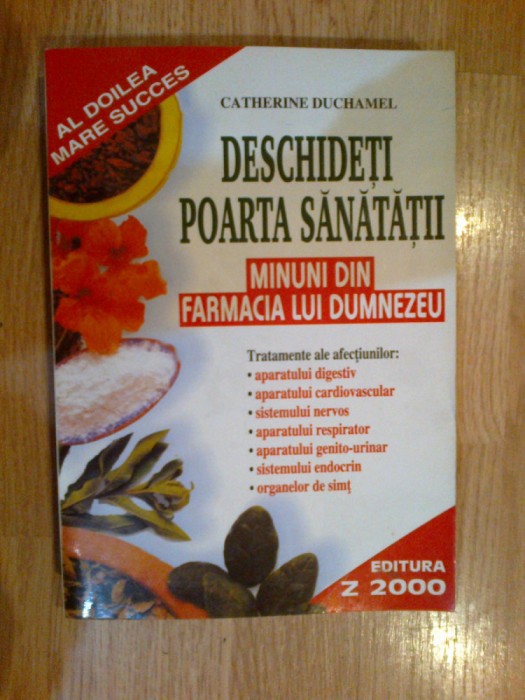 AL DOILEA
MARE SUCCES
CATHERINE DUCHAMEL
DESCHIDEȚI
POARTA SĂNĂTĂȚII
MINUNI DIN
FARMACIA LUI DUMNEZEU
Tratamente ale afecțiunilor:
• aparatului digestiv
• aparatului cardiovascular
• sistemului nervos
• aparatului respirator
• aparatului genito-urinar
• sistemului endocrin
• organelor de simț
EDITURA
Z 2000